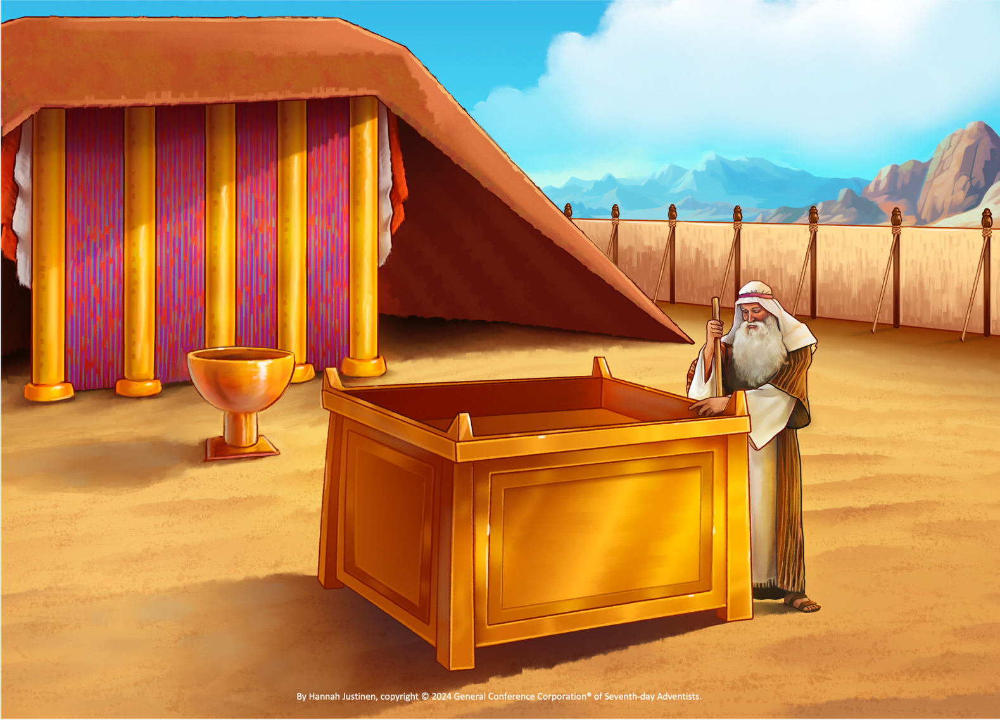 By Hannah Justinen, copyright © 2024 General Conference Corporation® of Seventh-day Adventists.